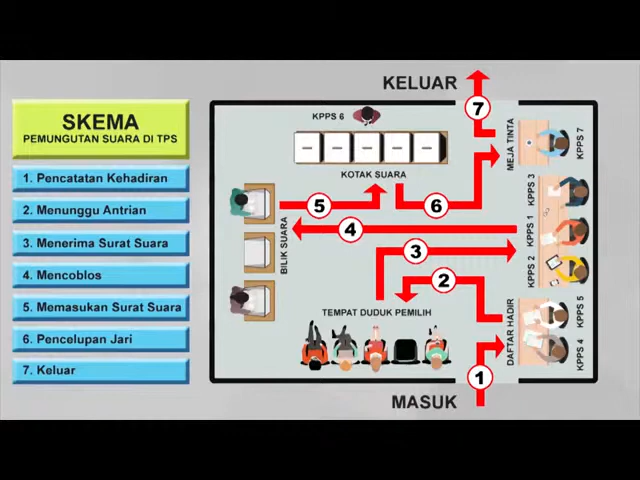 SKEMA
PEMUNGUTAN SUARA DI TPS
1. Pencatatan Kehadiran
2. Menunggu Antrian
3. Menerima Surat Suara
4. Mencoblos
5. Memasukan Surat Suara
6. Pencelupan Jari
7. Keluar
KELUAR
7
KPPS 6
KOTAK SUARA
MEJA TINTA
KPPS 7
5
6
KPPS 3
BILIK SUARA
4
KPPS 1
3
KPPS 2
2
TEMPAT DUDUK PEMILIH
DAFTAR HADIR
KPPS 5
KPPS 4
1
MASUK